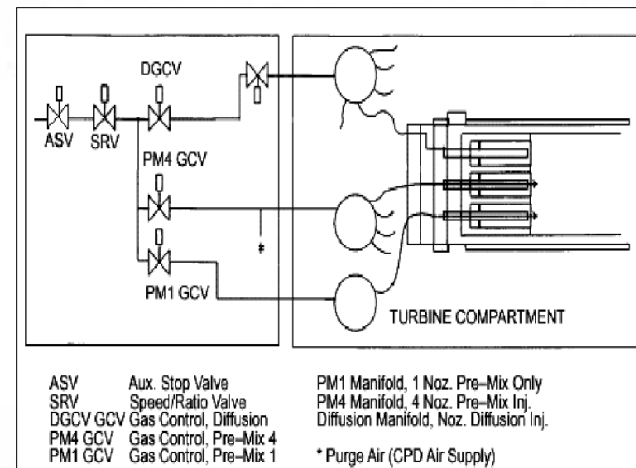 DGCV
ASV
SRV
PM4 GCV
*
PM1 GCV
TURBINE COMPARTMENT
ASV Aux. Stop Valve
SRV Speed/Ratio Valve
DGCV GCV Gas Control, Diffusion
PM4 GCV Gas Control, Pre–Mix 4
PM1 GCV Gas Control, Pre–Mix 1
PM1 Manifold, 1 Noz. Pre–Mix Only
PM4 Manifold, 4 Noz. Pre–Mix Inj.
Diffusion Manifold, Noz. Diffusion Inj.
* Purge Air (CPD Air Supply)